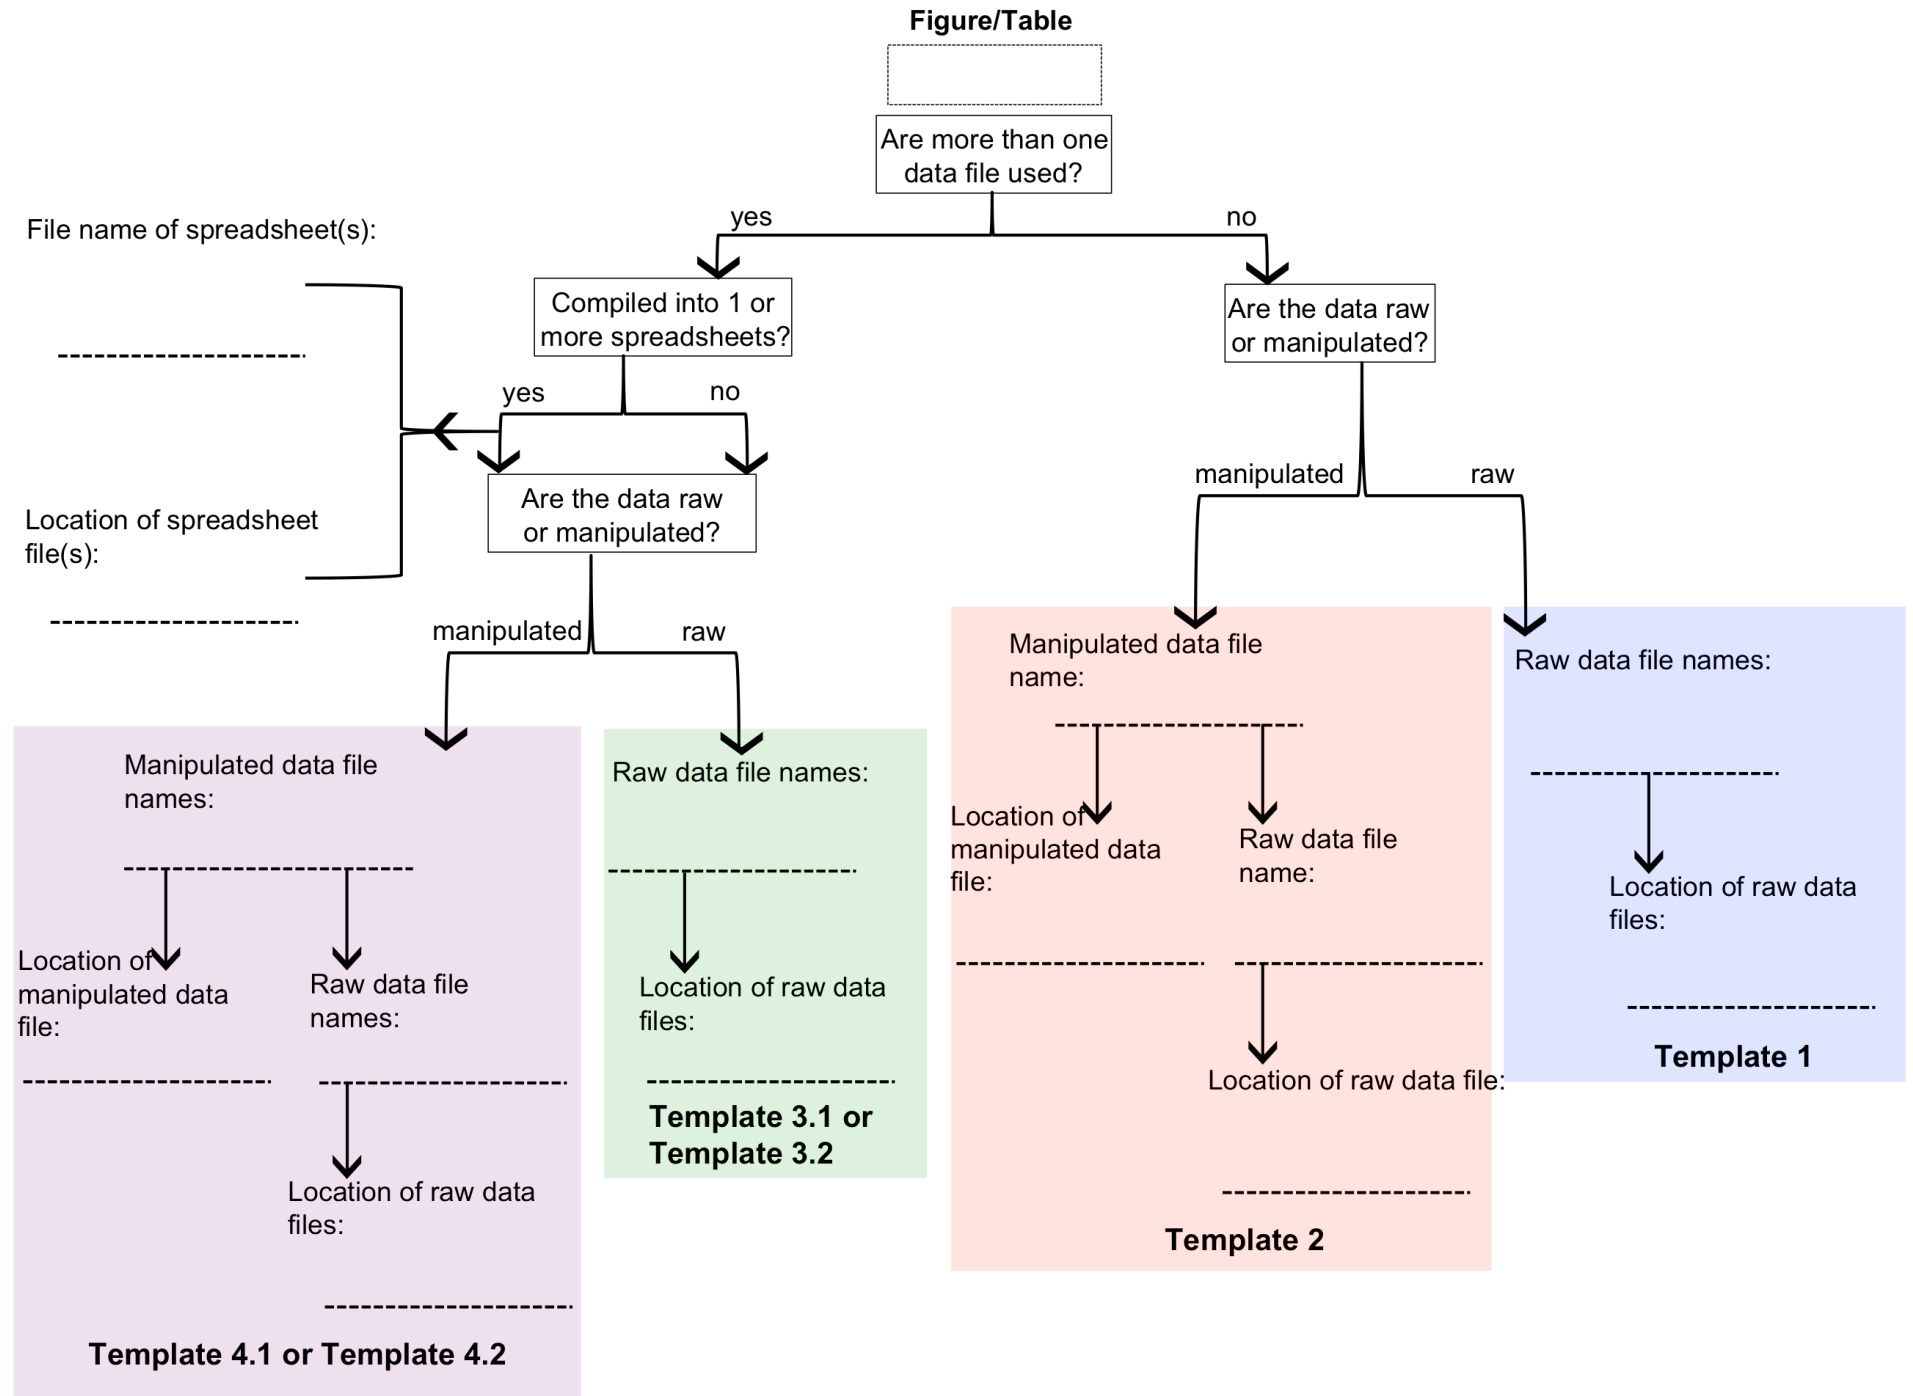 Figure/Table
Are more than one
data file used?
yes
no
File name of spreadsheet(s):
Compiled into 1 or
more spreadsheets?
Are the data raw
or manipulated?
yes
no
manipulated
raw
Are the data raw
or manipulated?
Location of spreadsheet
file(s):
manipulated
raw
Manipulated data file
name:
Raw data file names:
Manipulated data file
names:
Raw data file names:
Location of
manipulated data
file:
Raw data file
name:
Location of raw data
files:
Location of
manipulated data
file:
Raw data file
names:
Location of raw data
files:
Template 1
Location of raw data file:
Template 3.1 or
Template 3.2
Location of raw data
files:
Template 2
Template 4.1 or Template 4.2